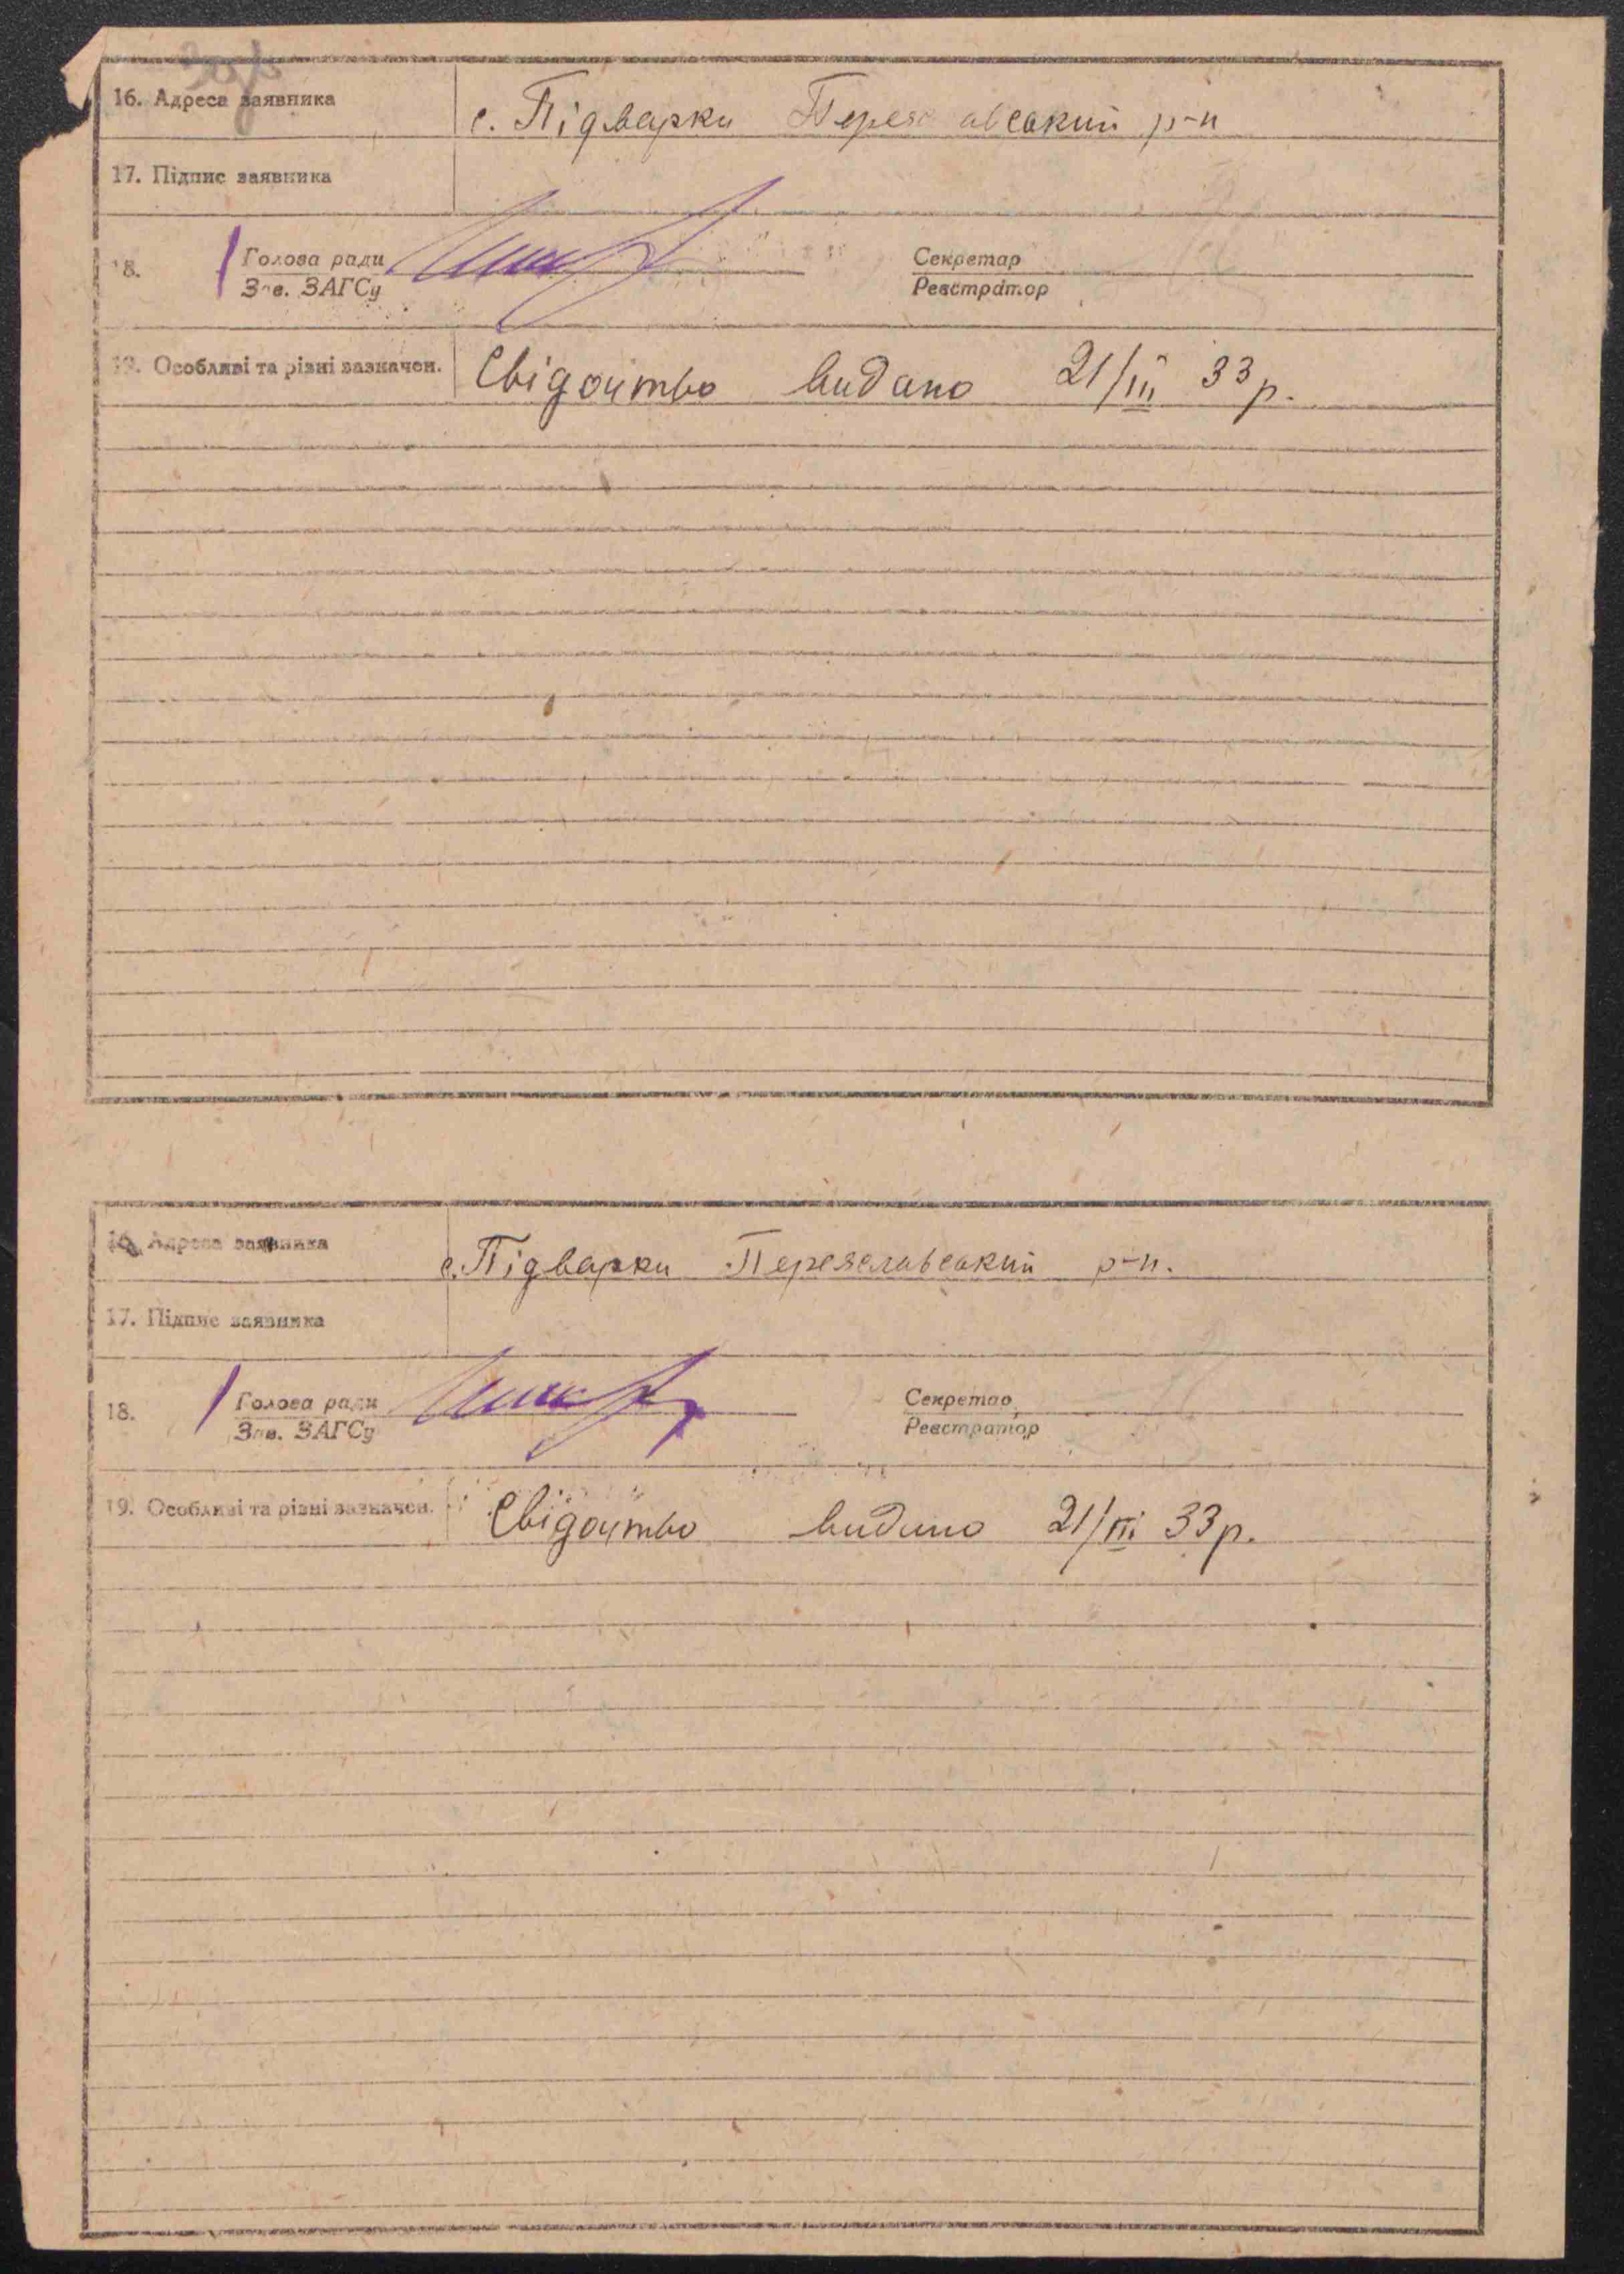 16. Адреса заявника с. Підварки Переяславський р-н
17. Підпис заявника
18. Голова ради Секретар
Зав. ЗАГСу Реєстратор
19. Особливі та різні зазначен. Свідоцтво видано 21/III 33 р.
16. Адреса заявника с. Підварки Переяславський р-н.
17. Підпис заявника
18. Голова ради Секретар
Зав. ЗАГСу Реєстратор
19. Особливі та різні зазначен. Свідоцтво видано 21/III 33 р.